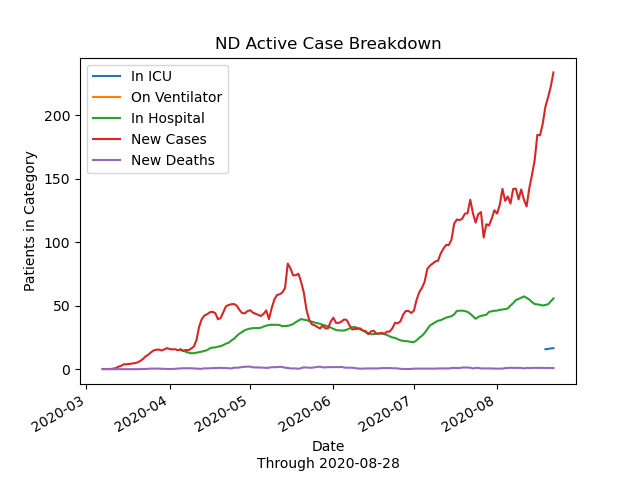 ND Active Case Breakdown
In ICU
On Ventilator
In Hospital
New Cases
New Deaths
Patients in Category
200
150
100
50
0
2020-03
2020-04
2020-05
2020-06
2020-07
2020-08
Date
Through 2020-08-28